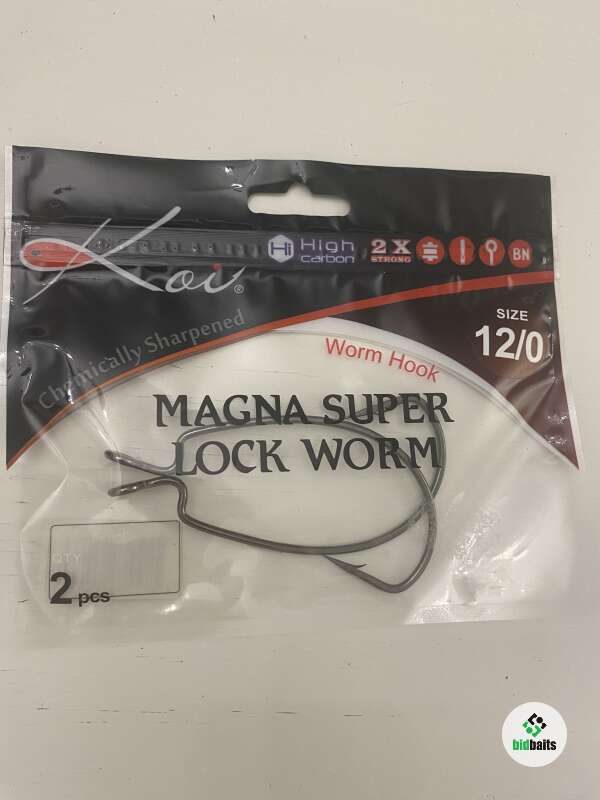 Koi®
Hi High carbon
2X STRONG
BN
Chemically Sharpened
SIZE
12/0
Worm Hook
MAGNA SUPER
LOCK WORM
QTY
2 pcs
bidbaits